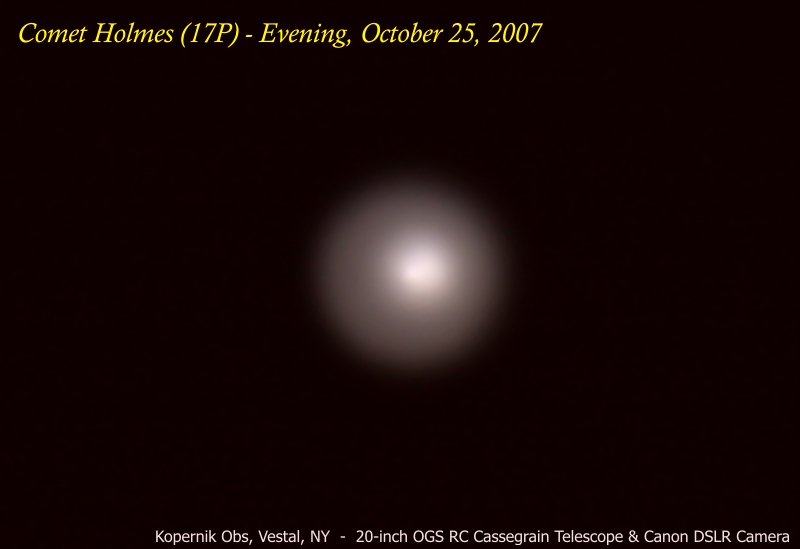 Comet Holmes (17P) - Evening, October 25, 2007
Kopernik Obs, Vestal, NY - 20-inch OGS RC Cassegrain Telescope & Canon DSLR Camera